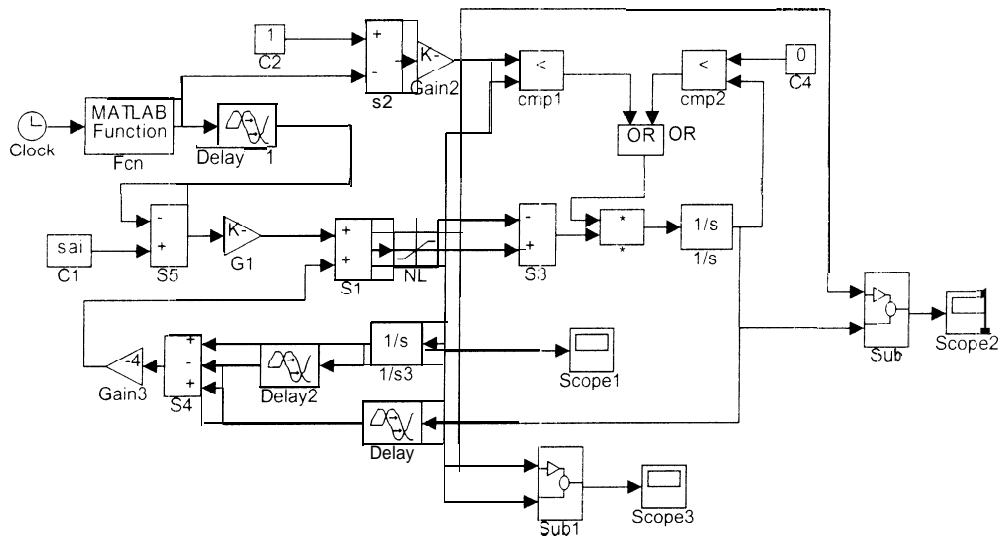 1
C2
+
-
s2
K-
Gain2
<
cmp1
<
cmp2
0
C4
MATLAB
Function
Fcn
Clock
Delay 1
OR
OR
-
+
S5
sai
C1
K-
G1
+
+
S1
NL
-
+
S3
*
*
1/s
1/s
Sub
Scope2
-4
Gain3
+
-
+
S4
Delay2
1/s
1/s3
Scope1
Delay
Sub1
Scope3